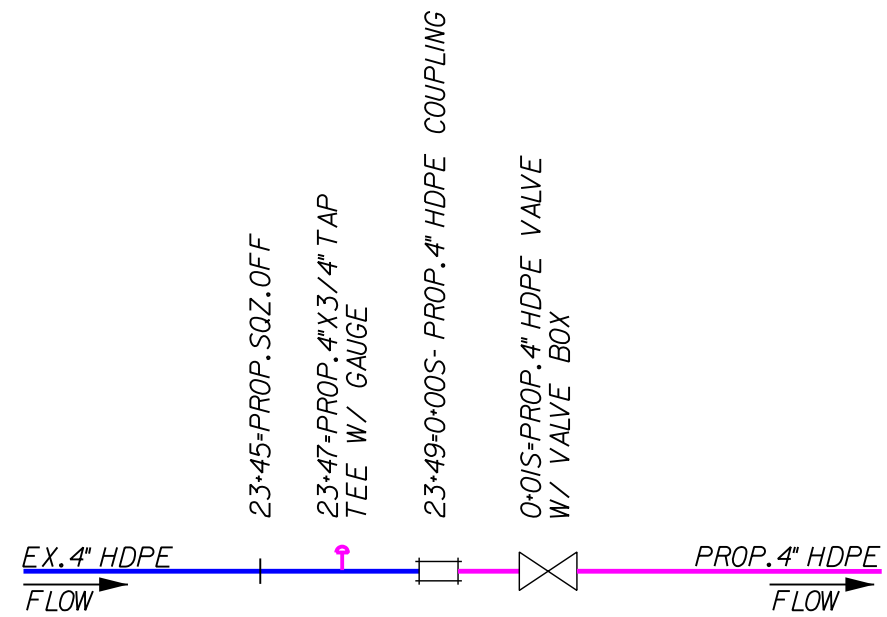 23+45=PROP.SQZ.OFF
23+47=PROP.4"X3/4" TAP
TEE W/ GAUGE
23+49=0+00S- PROP.4" HDPE COUPLING
0+01S=PROP.4" HDPE VALVE
W/ VALVE BOX
EX.4" HDPE
FLOW
PROP.4" HDPE
FLOW